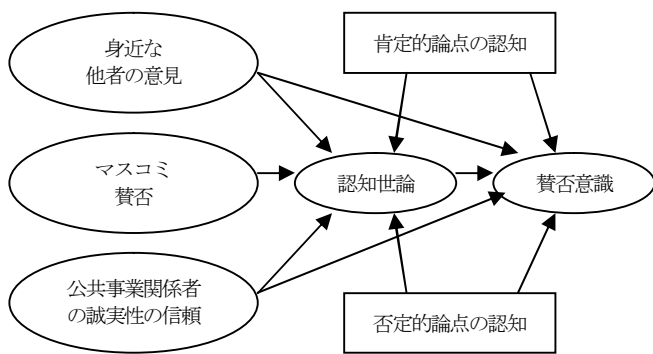 身近な
他者の意見
肯定的論点の認知
マスコミ
賛否
認知世論
賛否意識
公共事業関係者
の誠実性の信頼
否定的論点の認知